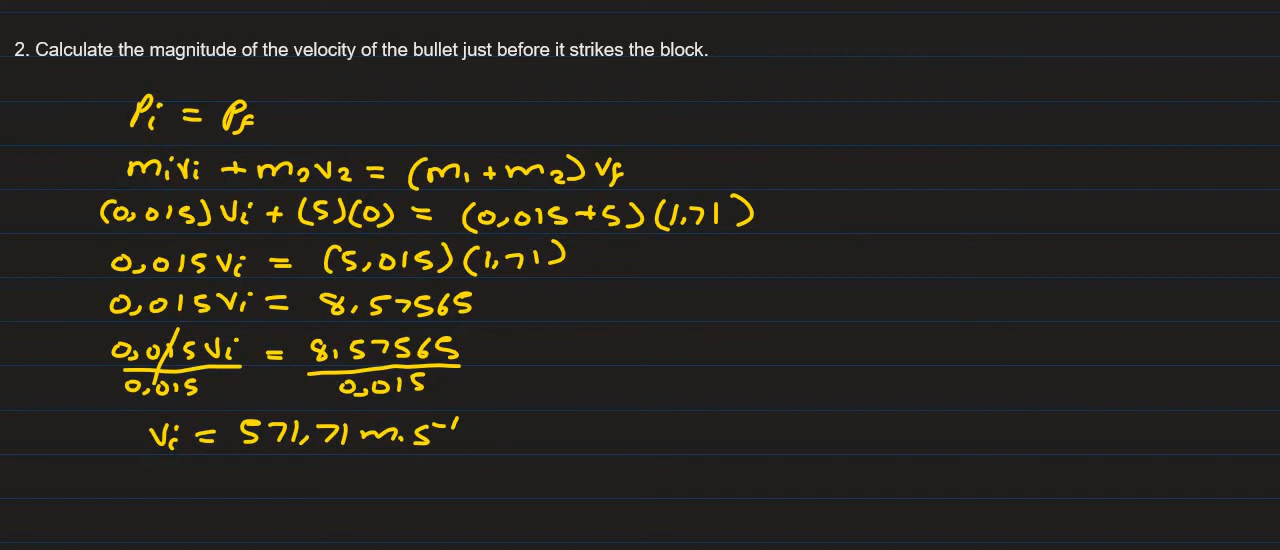 2. Calculate the magnitude of the velocity of the bullet just before it strikes the block.
Pi = Pf
m1vi + m2v2 = (m1 + m2) vf
(0,015) vi + (5)(0) = (0,015+5)(1,71)
0,015 vi = (5,015)(1,71)
0,015 vi = 8,57565
0,015 vi = 8,57565
0,015 0,015
vi = 571,71 m.s⁻¹